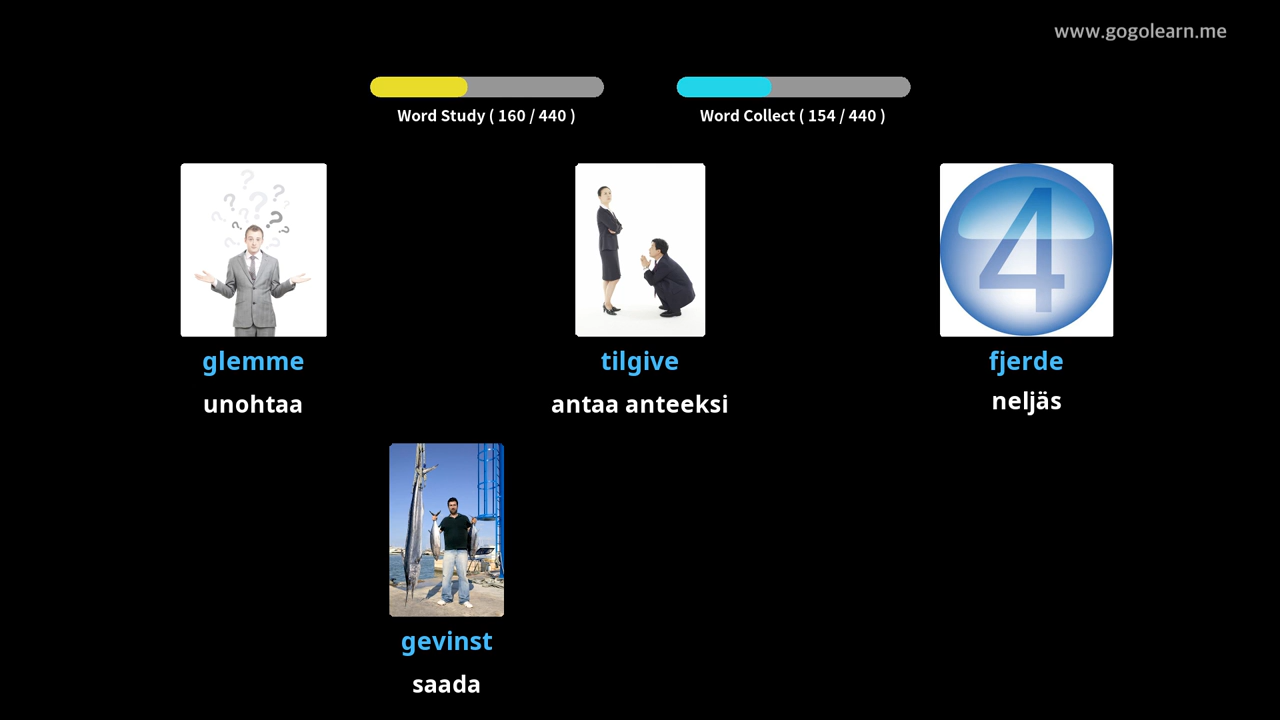 www.gogolearn.me
Word Study ( 160 / 440 )
Word Collect ( 154 / 440 )
glemme
unohtaa
tilgive
antaa anteeksi
4
fjerde
neljäs
gevinst
saada